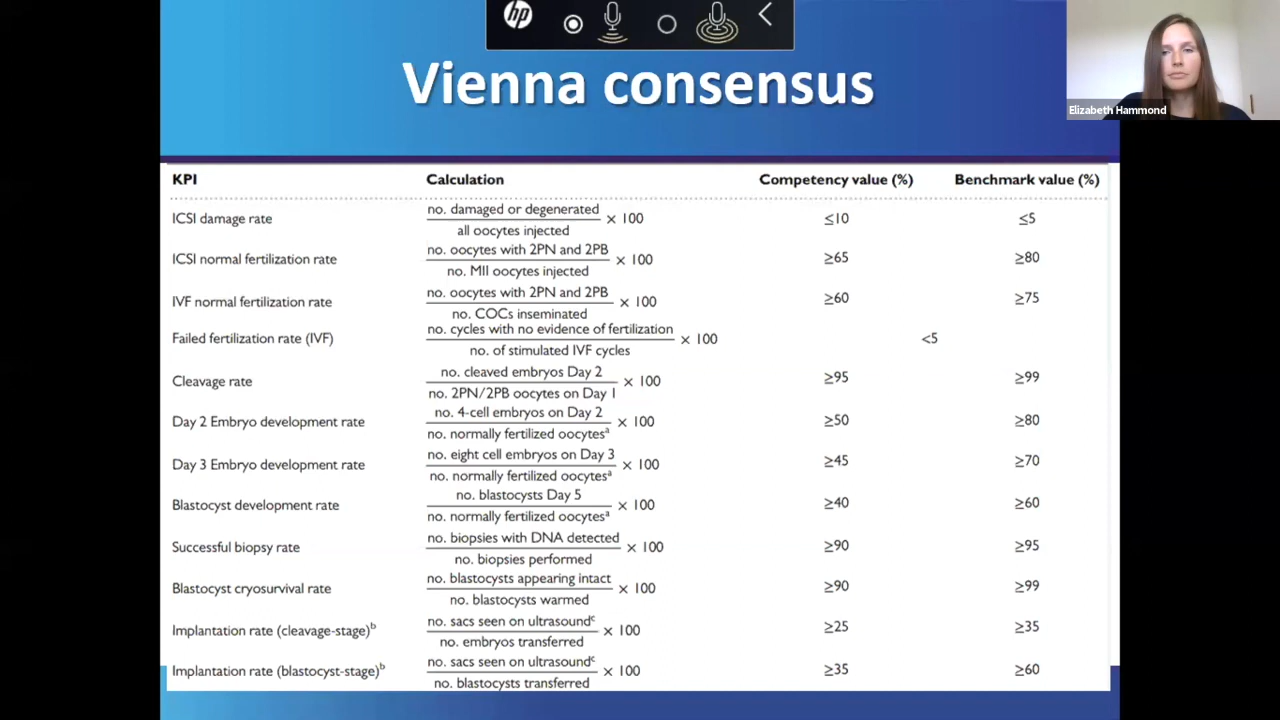 hp
Vienna consensus
Elizabeth Hammond
KPI Calculation Competency value (%) Benchmark value (%)
ICSI damage rate no. damaged or degenerated / all oocytes injected × 100 ≤10 ≤5
ICSI normal fertilization rate no. oocytes with 2PN and 2PB / no. MII oocytes injected × 100 ≥65 ≥80
IVF normal fertilization rate no. oocytes with 2PN and 2PB / no. COCs inseminated × 100 ≥60 ≥75
Failed fertilization rate (IVF) no. cycles with no evidence of fertilization / no. of stimulated IVF cycles × 100 <5
Cleavage rate no. cleaved embryos Day 2 / no. 2PN/2PB oocytes on Day 1 × 100 ≥95 ≥99
Day 2 Embryo development rate no. 4-cell embryos on Day 2 / no. normally fertilized oocytesᵃ × 100 ≥50 ≥80
Day 3 Embryo development rate no. eight cell embryos on Day 3 / no. normally fertilized oocytesᵃ × 100 ≥45 ≥70
Blastocyst development rate no. blastocysts Day 5 / no. normally fertilized oocytesᵃ × 100 ≥40 ≥60
Successful biopsy rate no. biopsies with DNA detected / no. biopsies performed × 100 ≥90 ≥95
Blastocyst cryosurvival rate no. blastocysts appearing intact / no. blastocysts warmed × 100 ≥90 ≥99
Implantation rate (cleavage-stage)ᵇ no. sacs seen on ultrasoundᶜ / no. embryos transferred × 100 ≥25 ≥35
Implantation rate (blastocyst-stage)ᵇ no. sacs seen on ultrasoundᶜ / no. blastocysts transferred × 100 ≥35 ≥60